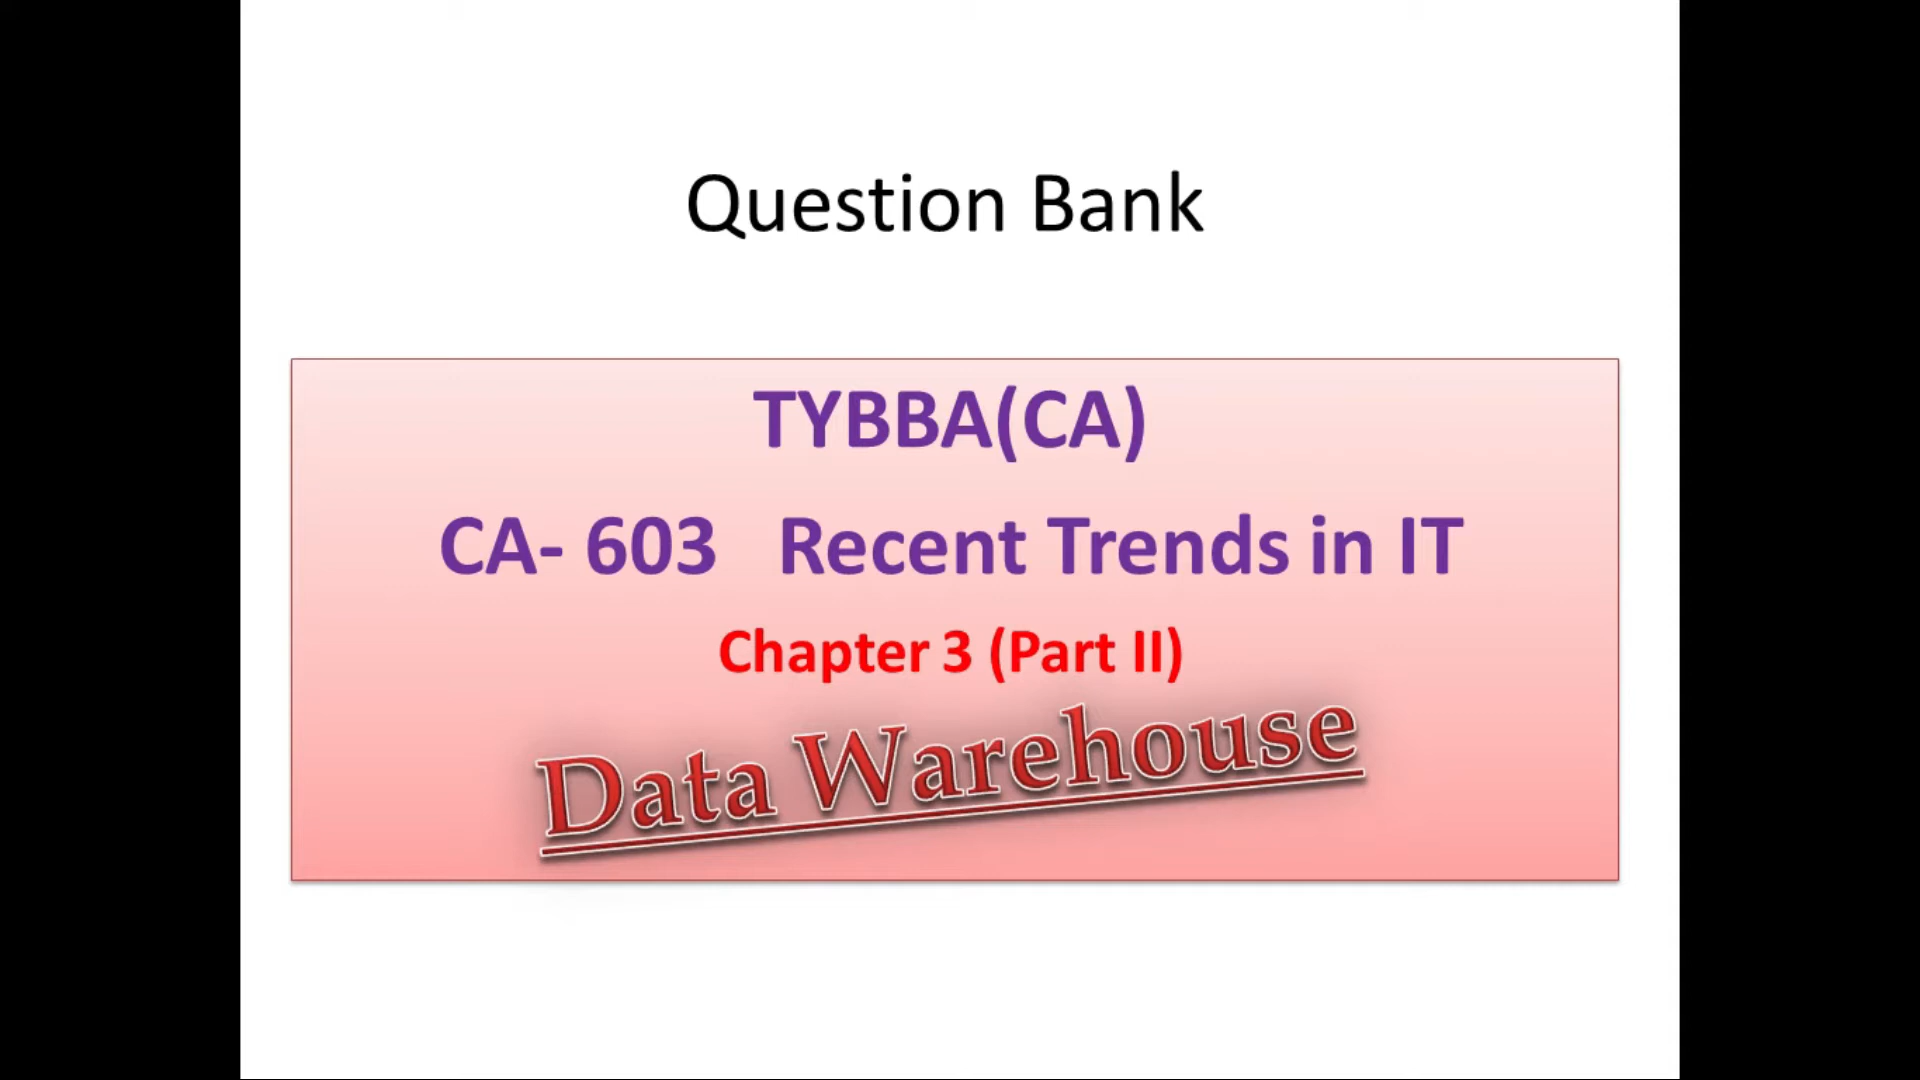 Question Bank
TYBBA(CA)
CA- 603 Recent Trends in IT
Chapter 3 (Part II)
Data Warehouse